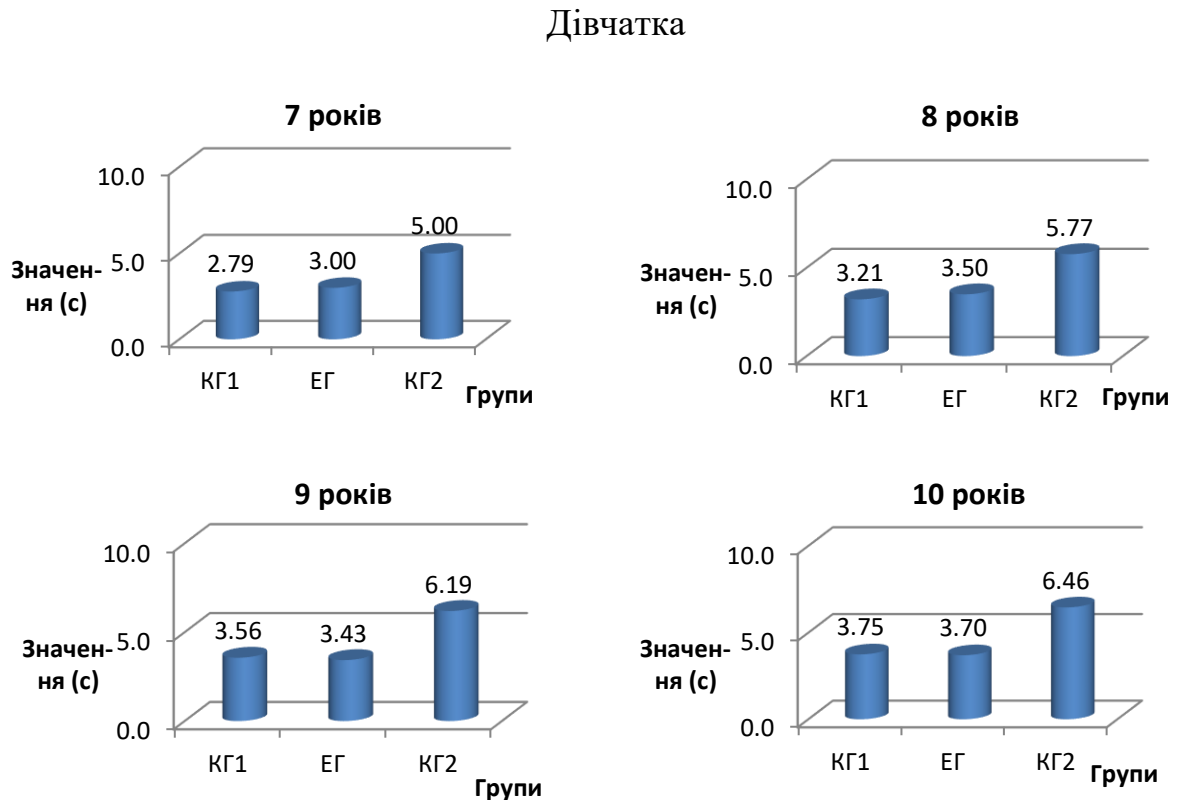 Дівчатка
7 років
10.0
5.0
0.0
Значен-
ня (с)
2.79
3.00
5.00
КГ1
ЕГ
КГ2
Групи
8 років
10.0
5.0
0.0
Значен-
ня (с)
3.21
3.50
5.77
КГ1
ЕГ
КГ2
Групи
9 років
10.0
5.0
0.0
Значен-
ня (с)
3.56
3.43
6.19
КГ1
ЕГ
КГ2
Групи
10 років
10.0
5.0
0.0
Значен-
ня (с)
3.75
3.70
6.46
КГ1
ЕГ
КГ2
Групи